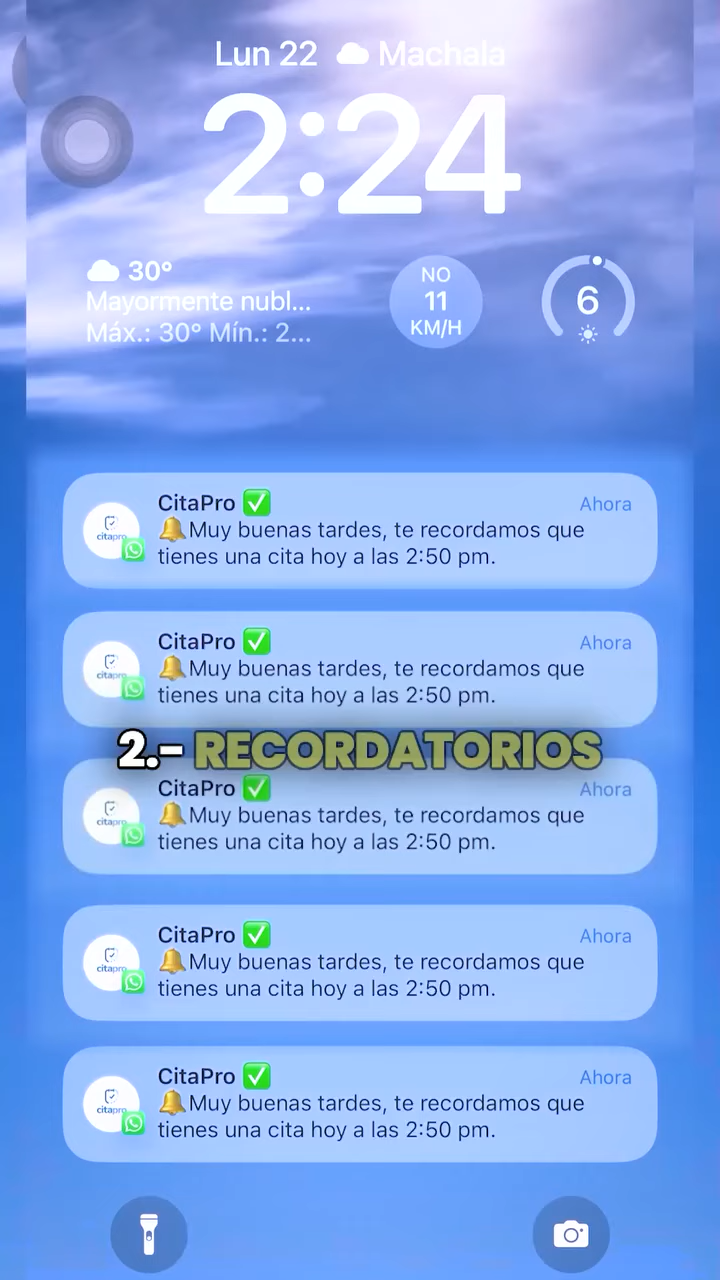 Lun 22 Machala
2:24
30°
Mayormente nubl...
Máx.: 30° Mín.: 2...
NO
11
KM/H
6
CitaPro ✅ Ahora
🔔Muy buenas tardes, te recordamos que
tienes una cita hoy a las 2:50 pm.
citapro
CitaPro ✅ Ahora
🔔Muy buenas tardes, te recordamos que
tienes una cita hoy a las 2:50 pm.
citapro
2.- RECORDATORIOS
CitaPro ✅ Ahora
🔔Muy buenas tardes, te recordamos que
tienes una cita hoy a las 2:50 pm.
citapro
CitaPro ✅ Ahora
🔔Muy buenas tardes, te recordamos que
tienes una cita hoy a las 2:50 pm.
citapro
CitaPro ✅ Ahora
🔔Muy buenas tardes, te recordamos que
tienes una cita hoy a las 2:50 pm.
citapro